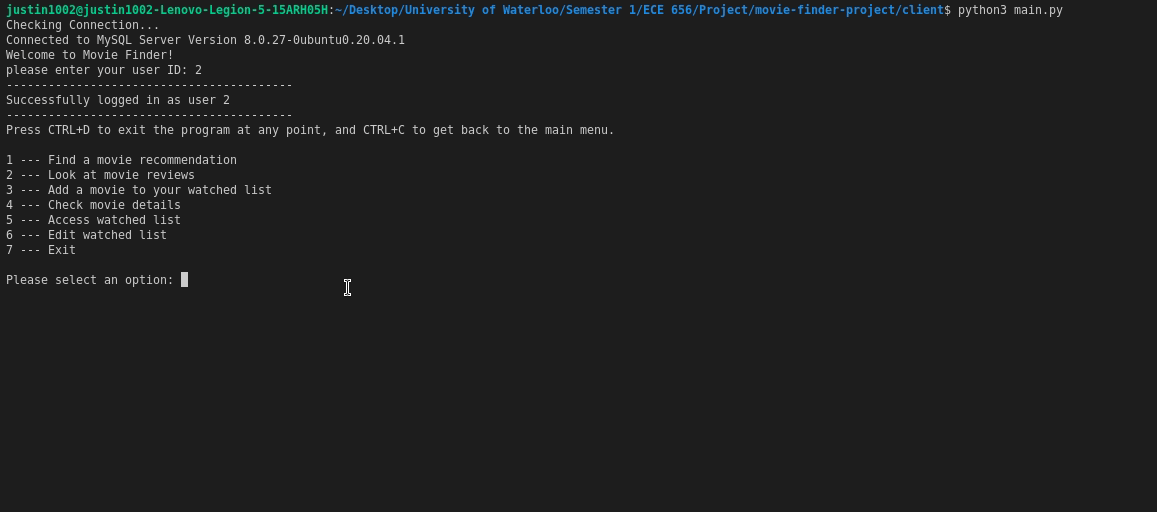 justin1002@justin1002-Lenovo-Legion-5-15ARH05H:~/Desktop/University of Waterloo/Semester 1/ECE 656/Project/movie-finder-project/client$ python3 main.py
Checking Connection...
Connected to MySQL Server Version 8.0.27-0ubuntu0.20.04.1
Welcome to Movie Finder!
please enter your user ID: 2
-----------------------------------------
Successfully logged in as user 2
-----------------------------------------
Press CTRL+D to exit the program at any point, and CTRL+C to get back to the main menu.
1 --- Find a movie recommendation
2 --- Look at movie reviews
3 --- Add a movie to your watched list
4 --- Check movie details
5 --- Access watched list
6 --- Edit watched list
7 --- Exit
Please select an option: